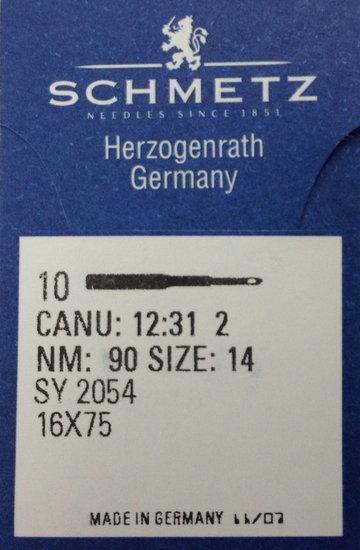 SCHMETZ
NEEDLES SINCE 1851
Herzogenrath
Germany
10
CANU: 12:31 2
NM: 90 SIZE: 14
SY 2054
16X75
MADE IN GERMANY 11/07